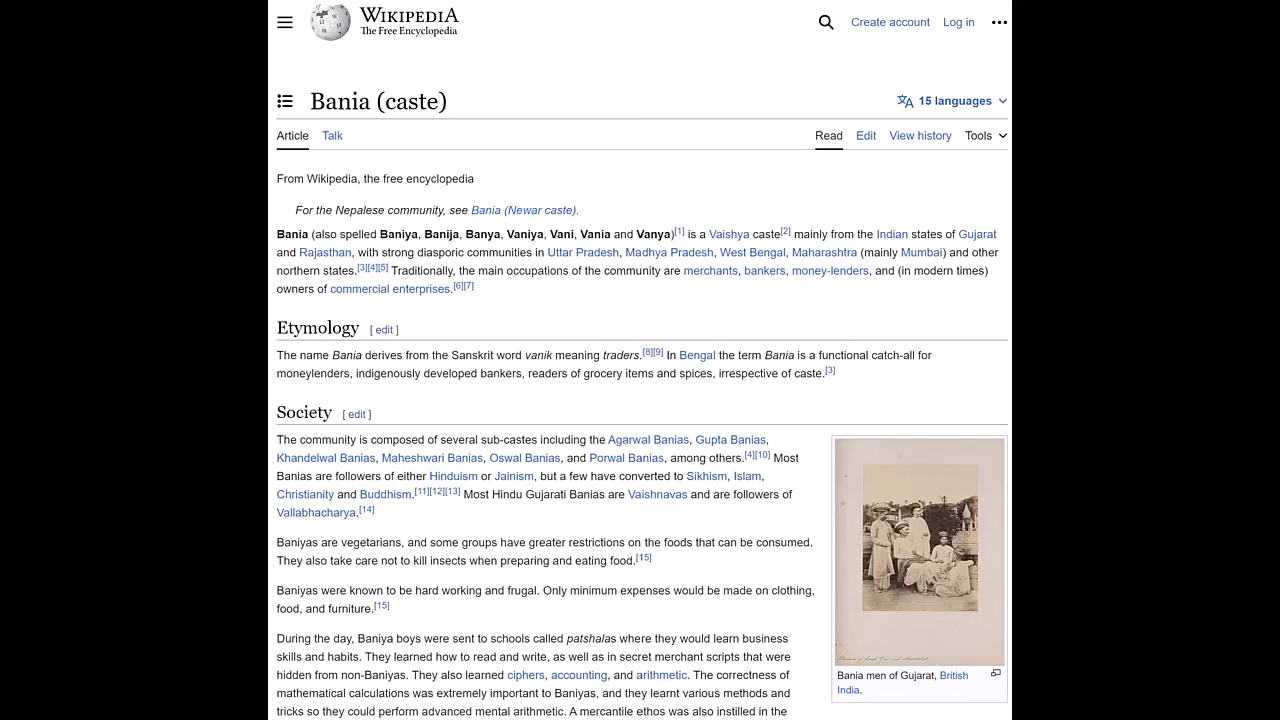 WIKIPEDIA
The Free Encyclopedia
Create account Log in
Bania (caste)
15 languages
Article Talk
Read Edit View history Tools
From Wikipedia, the free encyclopedia
For the Nepalese community, see Bania (Newar caste).
Bania (also spelled Baniya, Banija, Banya, Vaniya, Vani, Vania and Vanya)[1] is a Vaishya caste[2] mainly from the Indian states of Gujarat
and Rajasthan, with strong diasporic communities in Uttar Pradesh, Madhya Pradesh, West Bengal, Maharashtra (mainly Mumbai) and other
northern states.[3][4][5] Traditionally, the main occupations of the community are merchants, bankers, money-lenders, and (in modern times)
owners of commercial enterprises.[6][7]
Etymology [ edit ]
The name Bania derives from the Sanskrit word vanik meaning traders.[8][9] In Bengal the term Bania is a functional catch-all for
moneylenders, indigenously developed bankers, readers of grocery items and spices, irrespective of caste.[3]
Society [ edit ]
The community is composed of several sub-castes including the Agarwal Banias, Gupta Banias,
Khandelwal Banias, Maheshwari Banias, Oswal Banias, and Porwal Banias, among others.[4][10] Most
Banias are followers of either Hinduism or Jainism, but a few have converted to Sikhism, Islam,
Christianity and Buddhism.[11][12][13] Most Hindu Gujarati Banias are Vaishnavas and are followers of
Vallabhacharya.[14]
Baniyas are vegetarians, and some groups have greater restrictions on the foods that can be consumed.
They also take care not to kill insects when preparing and eating food.[15]
Baniyas were known to be hard working and frugal. Only minimum expenses would be made on clothing,
food, and furniture.[15]
During the day, Baniya boys were sent to schools called patshalas where they would learn business
skills and habits. They learned how to read and write, as well as in secret merchant scripts that were
hidden from non-Baniyas. They also learned ciphers, accounting, and arithmetic. The correctness of
mathematical calculations was extremely important to Baniyas, and they learnt various methods and
tricks so they could perform advanced mental arithmetic. A mercantile ethos was also instilled in the
Bania men of Gujarat, British
India.